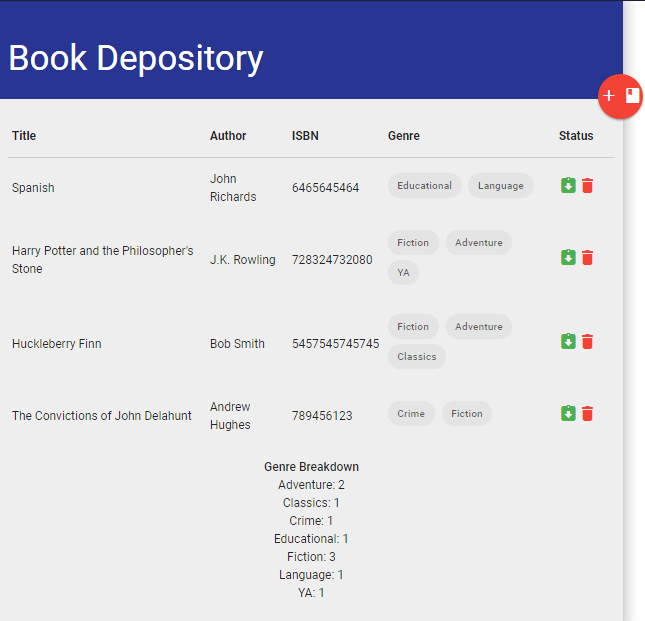 Book Depository
+
Title Author ISBN Genre Status
Spanish John Richards 6465645464 Educational Language
Harry Potter and the Philosopher's Stone J.K. Rowling 728324732080 Fiction Adventure YA
Huckleberry Finn Bob Smith 5457545745745 Fiction Adventure Classics
The Convictions of John Delahunt Andrew Hughes 789456123 Crime Fiction
Genre Breakdown
Adventure: 2
Classics: 1
Crime: 1
Educational: 1
Fiction: 3
Language: 1
YA: 1